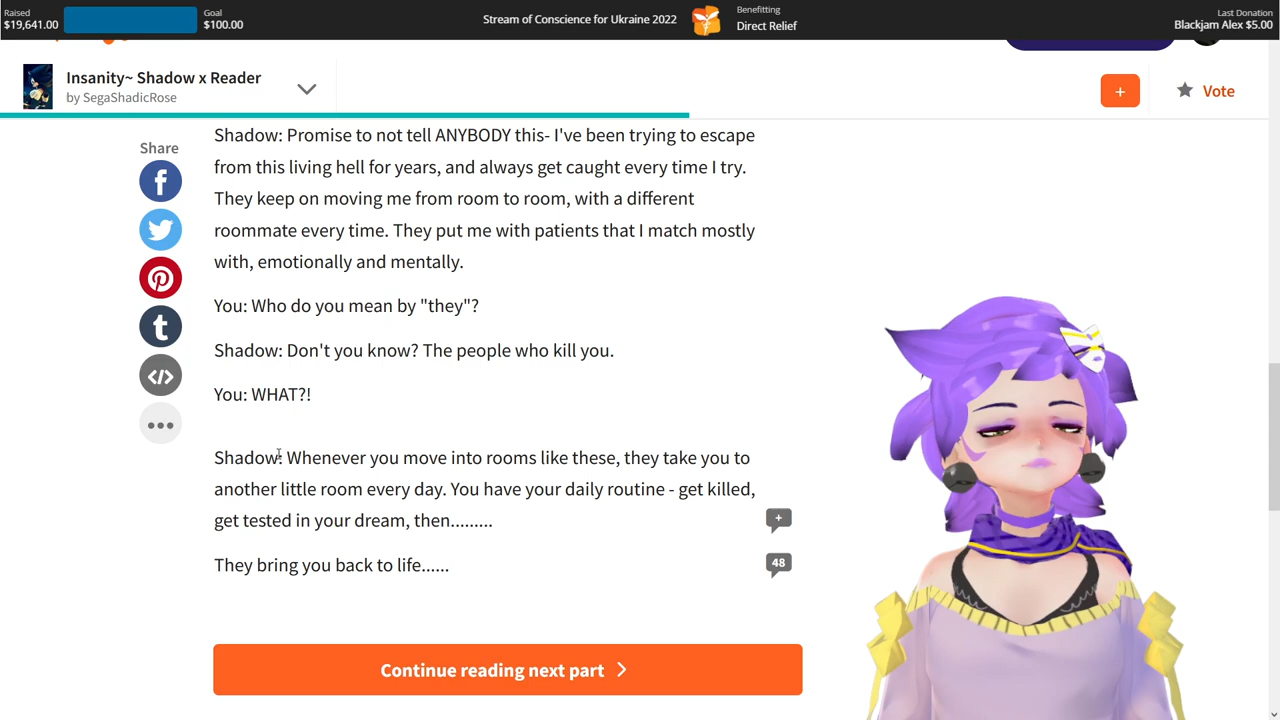 Raised
$19,641.00
Goal
$100.00
Stream of Conscience for Ukraine 2022
Benefitting
Direct Relief
Last Donation
Blackjam Alex $5.00
Insanity~ Shadow x Reader
by SegaShadicRose
+
Vote
Share
Shadow: Promise to not tell ANYBODY this- I've been trying to escape
from this living hell for years, and always get caught every time I try.
They keep on moving me from room to room, with a different
roommate every time. They put me with patients that I match mostly
with, emotionally and mentally.
You: Who do you mean by "they"?
Shadow: Don't you know? The people who kill you.
You: WHAT?!
Shadow: Whenever you move into rooms like these, they take you to
another little room every day. You have your daily routine - get killed,
get tested in your dream, then.........
+
They bring you back to life......
48
Continue reading next part